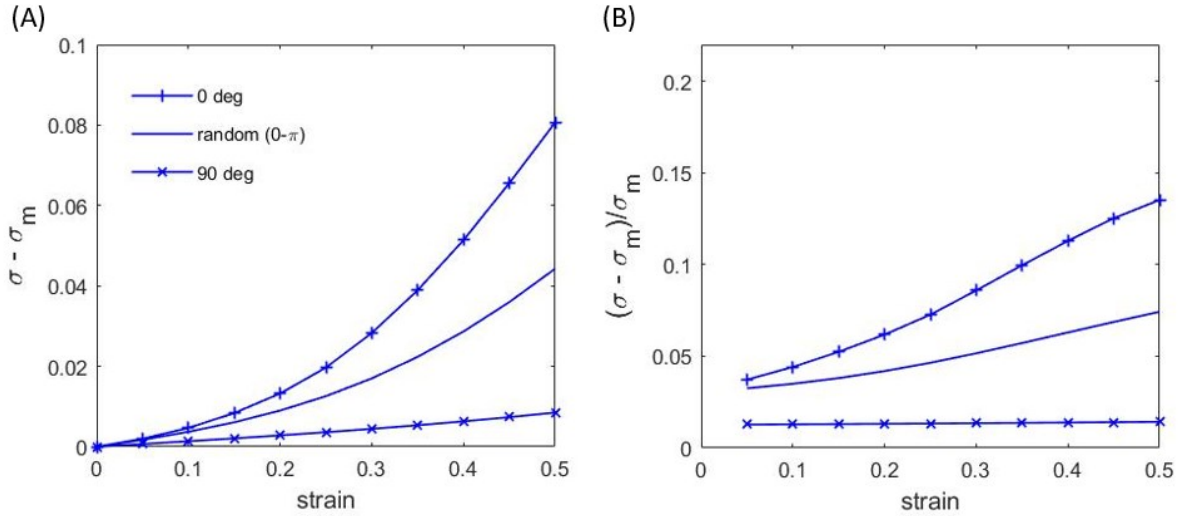 (A)
0.1
0.08
0.06
0.04
0.02
0
σ - σm
0 deg
random (0-π)
90 deg
0 0.1 0.2 0.3 0.4 0.5
strain
(B)
0.2
0.15
0.1
0.05
0
(σ - σm)/σm
0 0.1 0.2 0.3 0.4 0.5
strain